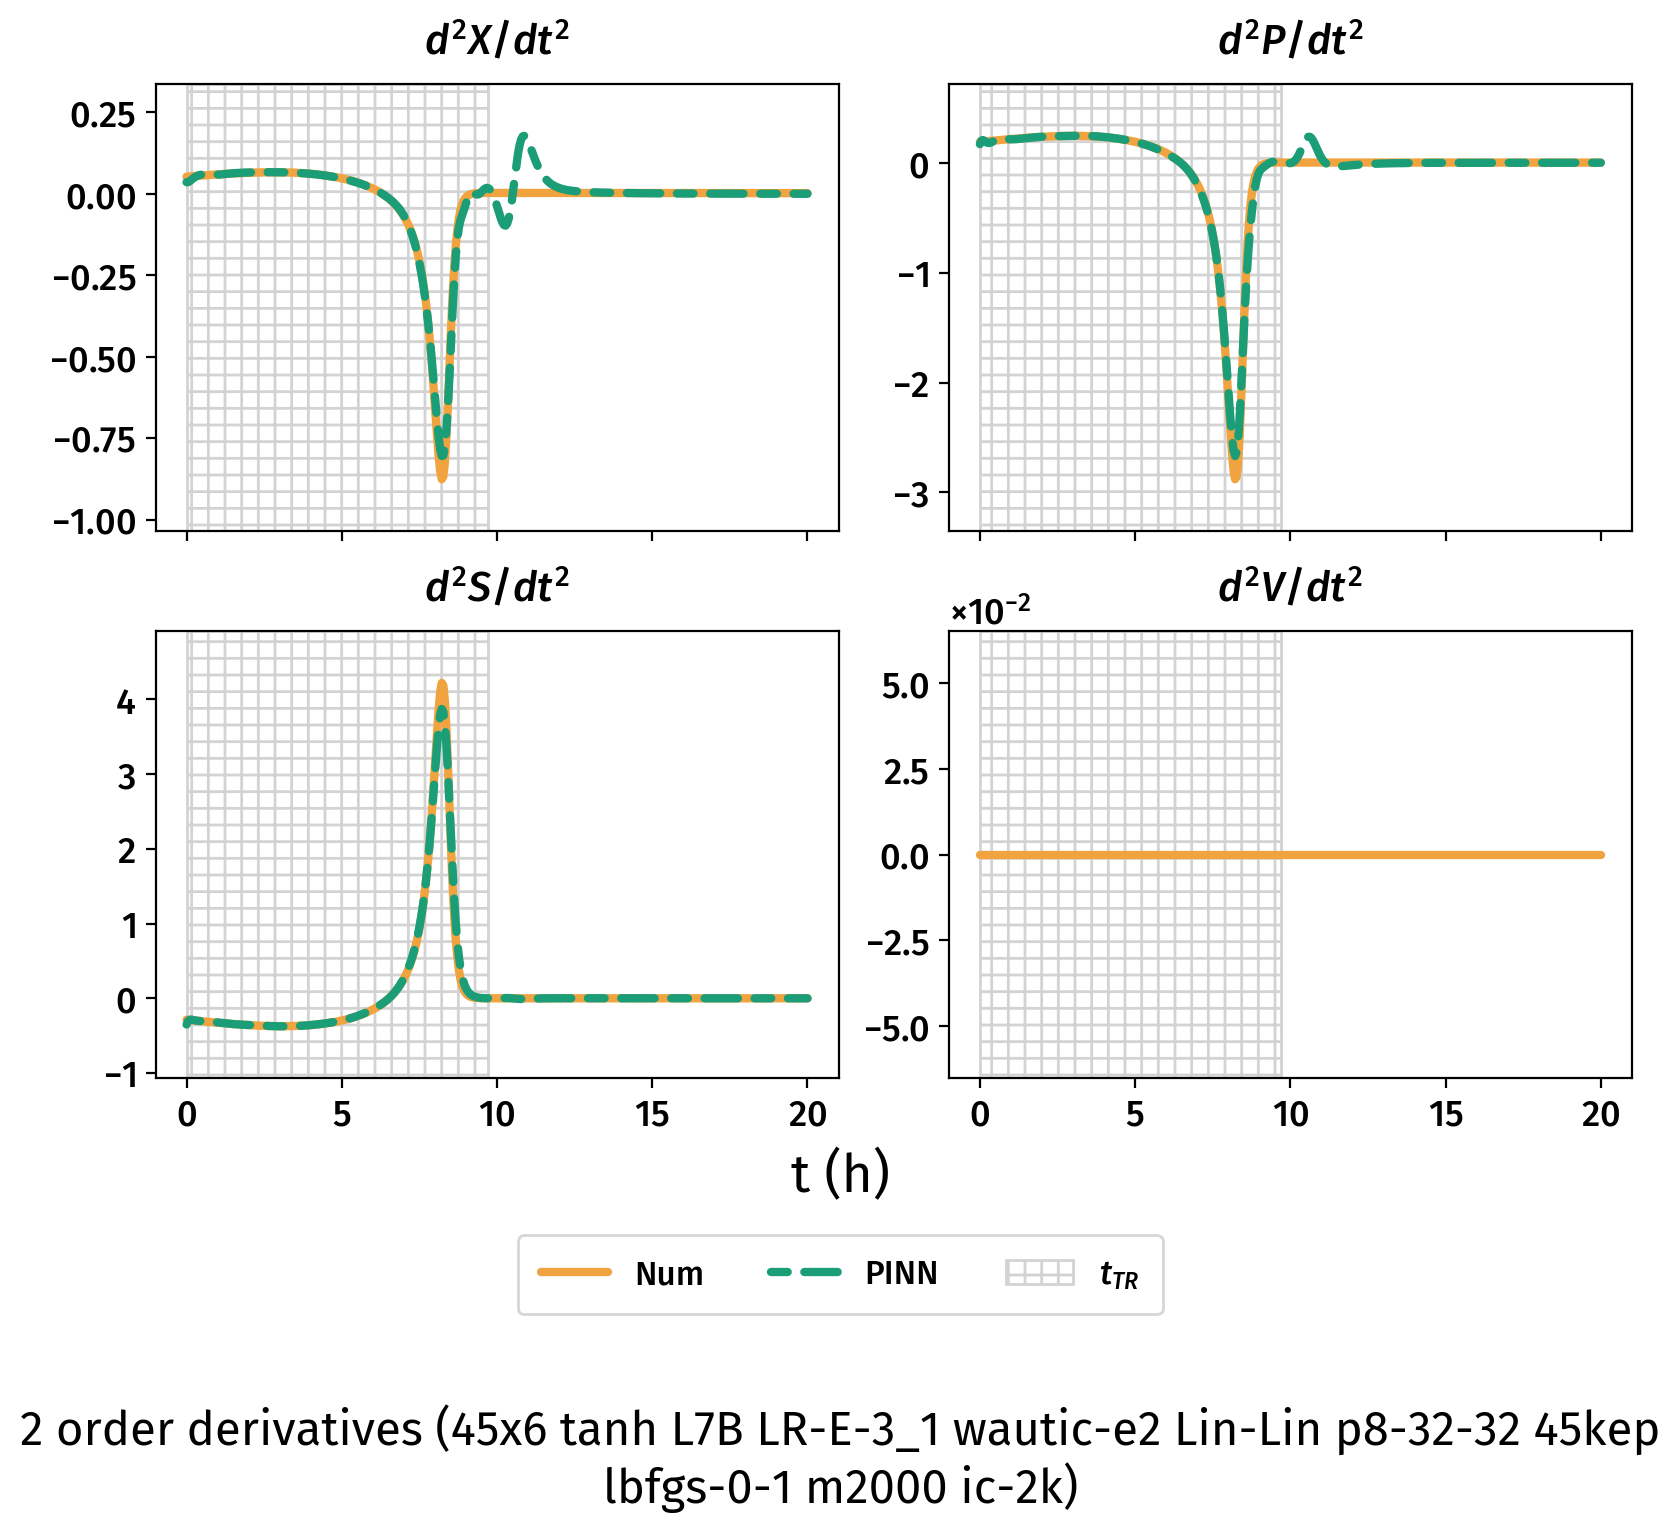 d²X/dt²
d²P/dt²
0.25
0.00
−0.25
−0.50
−0.75
−1.00
0
−1
−2
−3
d²S/dt²
d²V/dt²
×10⁻²
4
3
2
1
0
−1
5.0
2.5
0.0
−2.5
−5.0
0 5 10 15 20
0 5 10 15 20
t (h)
Num PINN t_TR
2 order derivatives (45x6 tanh L7B LR-E-3_1 wautic-e2 Lin-Lin p8-32-32 45kep
lbfgs-0-1 m2000 ic-2k)